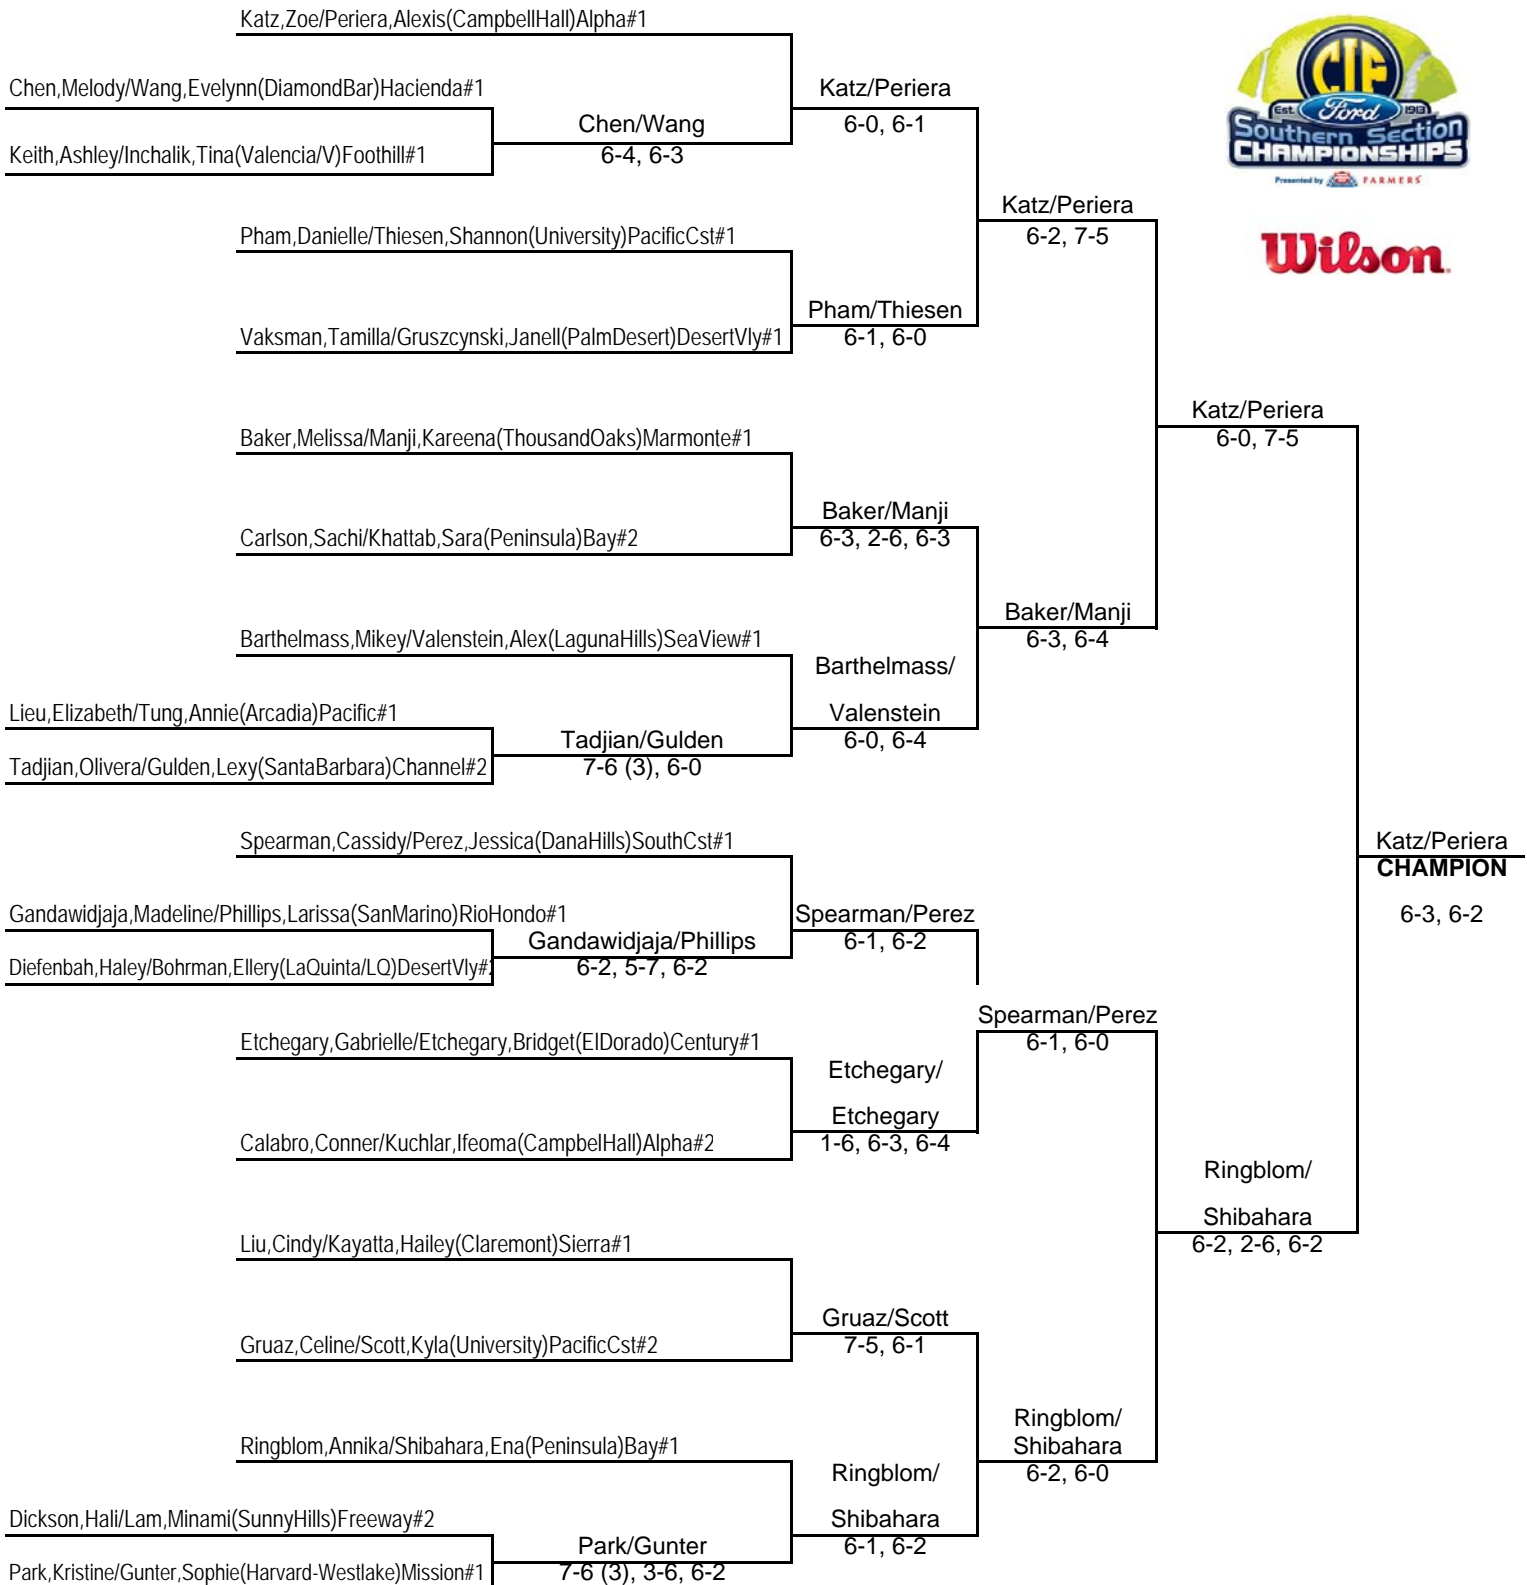 Katz,Zoe/Periera,Alexis(CampbellHall)Alpha#1
Chen,Melody/Wang,Evelynn(DiamondBar)Hacienda#1
Katz/Periera
Chen/Wang
6-0, 6-1
Keith,Ashley/Inchalik,Tina(Valencia/V)Foothill#1
6-4, 6-3
CIF
Est. Ford 1913
Southern Section
CHAMPIONSHIPS
Presented by FARMERS
Katz/Periera
Pham,Danielle/Thiesen,Shannon(University)PacificCst#1
6-2, 7-5
Wilson.
Pham/Thiesen
Vaksman,Tamilla/Gruszcynski,Janell(PalmDesert)DesertVly#1
6-1, 6-0
Katz/Periera
Baker,Melissa/Manji,Kareena(ThousandOaks)Marmonte#1
6-0, 7-5
Baker/Manji
Carlson,Sachi/Khattab,Sara(Peninsula)Bay#2
6-3, 2-6, 6-3
Baker/Manji
Barthelmass,Mikey/Valenstein,Alex(LagunaHills)SeaView#1
6-3, 6-4
Barthelmass/
Lieu,Elizabeth/Tung,Annie(Arcadia)Pacific#1
Valenstein
Tadjian/Gulden
6-0, 6-4
Tadjian,Olivera/Gulden,Lexy(SantaBarbara)Channel#2
7-6 (3), 6-0
Spearman,Cassidy/Perez,Jessica(DanaHills)SouthCst#1
Katz/Periera
CHAMPION
Gandawidjaja,Madeline/Phillips,Larissa(SanMarino)RioHondo#1
Spearman/Perez
6-3, 6-2
Gandawidjaja/Phillips
6-1, 6-2
Diefenbah,Haley/Bohrman,Ellery(LaQuinta/LQ)DesertVly#2
6-2, 5-7, 6-2
Spearman/Perez
Etchegary,Gabrielle/Etchegary,Bridget(ElDorado)Century#1
6-1, 6-0
Etchegary/
Etchegary
Calabro,Conner/Kuchlar,Ifeoma(CampbelHall)Alpha#2
1-6, 6-3, 6-4
Ringblom/
Shibahara
Liu,Cindy/Kayatta,Hailey(Claremont)Sierra#1
6-2, 2-6, 6-2
Gruaz/Scott
Gruaz,Celine/Scott,Kyla(University)PacificCst#2
7-5, 6-1
Ringblom/
Shibahara
Ringblom,Annika/Shibahara,Ena(Peninsula)Bay#1
6-2, 6-0
Ringblom/
Dickson,Hali/Lam,Minami(SunnyHills)Freeway#2
Shibahara
Park/Gunter
6-1, 6-2
Park,Kristine/Gunter,Sophie(Harvard-Westlake)Mission#1
7-6 (3), 3-6, 6-2